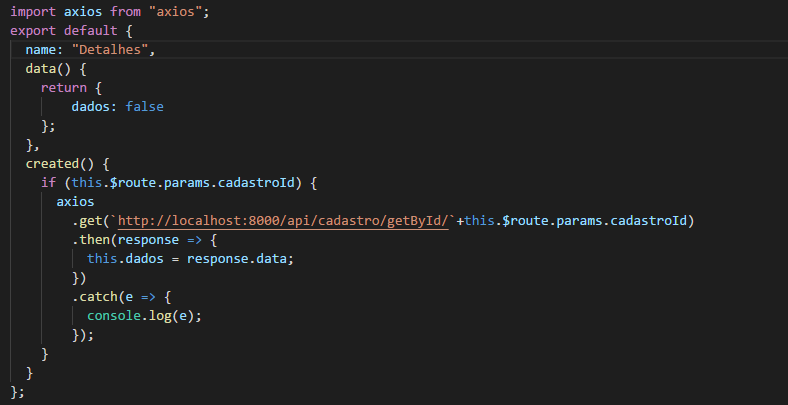 import axios from "axios";
export default {
  name: "Detalhes",
  data() {
    return {
        dados: false
    };
  },
  created() {
    if (this.$route.params.cadastroId) {
      axios
        .get(`http://localhost:8000/api/cadastro/getById/`+this.$route.params.cadastroId)
        .then(response => {
          this.dados = response.data;
        })
        .catch(e => {
          console.log(e);
        });
    }
  }
};